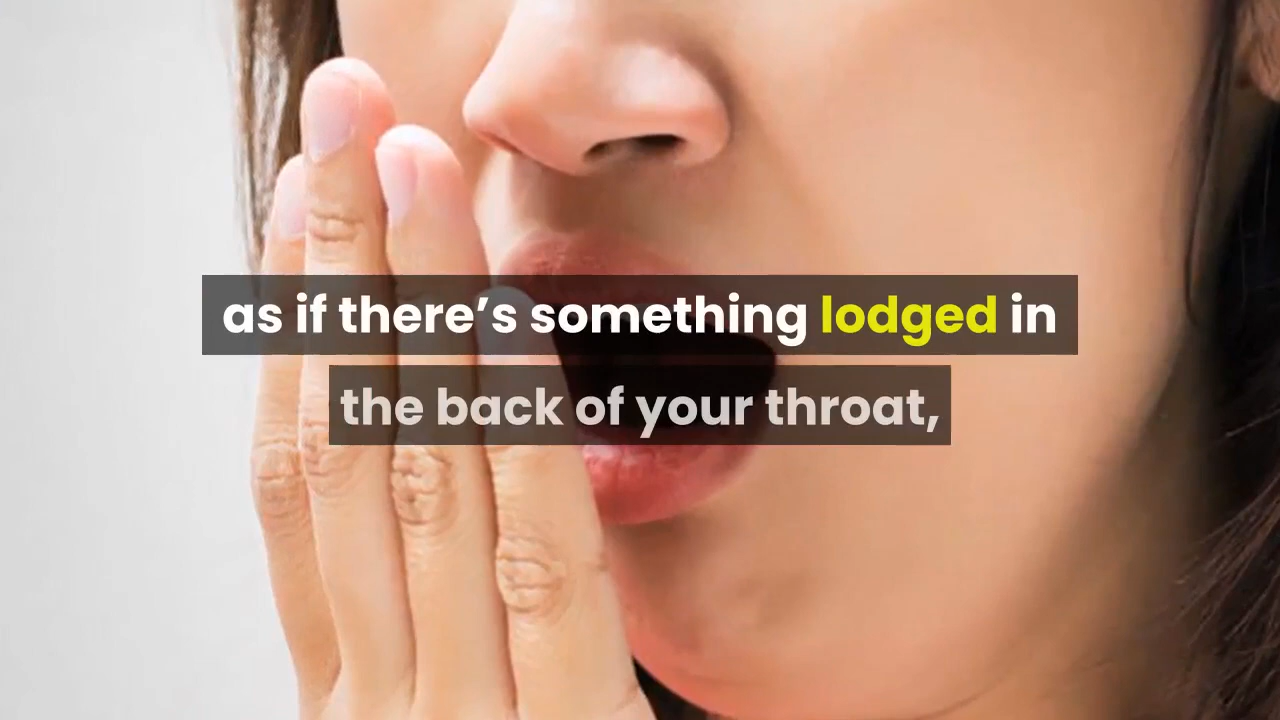 as if there’s something lodged in
the back of your throat,